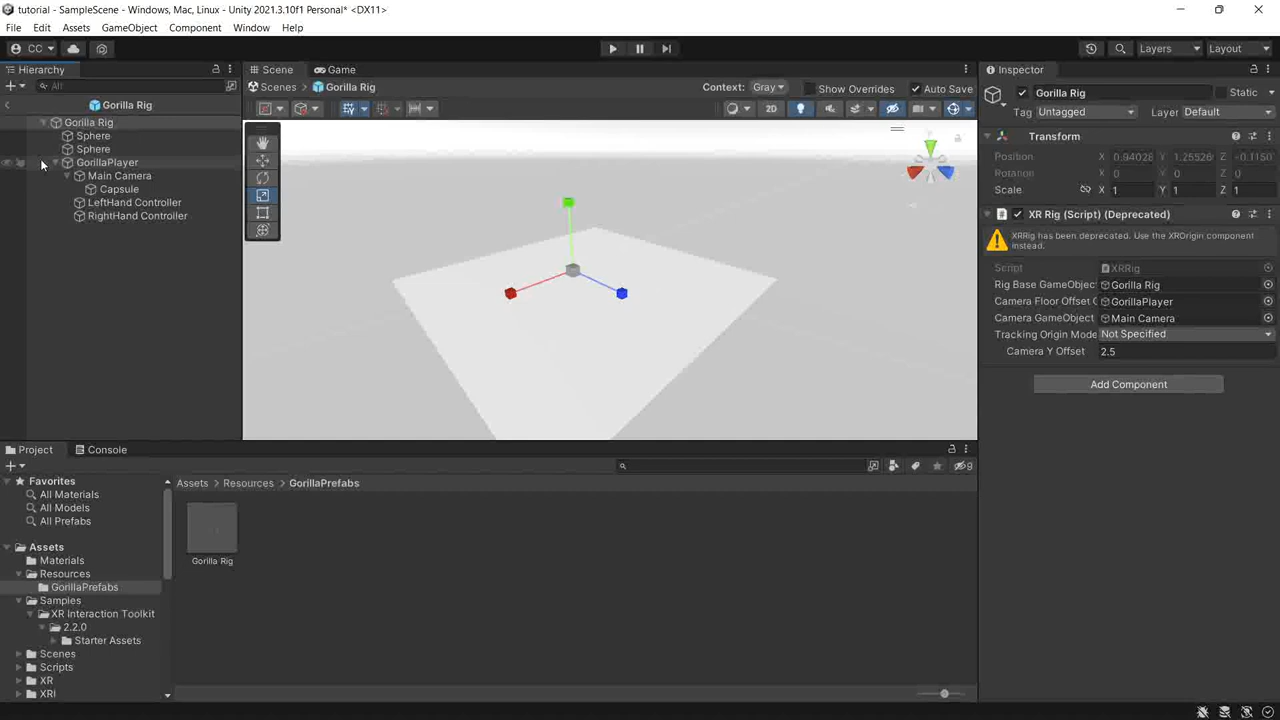 tutorial - SampleScene - Windows, Mac, Linux - Unity 2021.3.10f1 Personal* <DX11>
File Edit Assets GameObject Component Window Help
CC Layers Layout
Hierarchy
All
Gorilla Rig
Gorilla Rig
Sphere
Sphere
GorillaPlayer
Main Camera
Capsule
LeftHand Controller
RightHand Controller
Scene Game
Scenes Gorilla Rig Context: Gray Show Overrides Auto Save
2D
Inspector
Gorilla Rig Static
Tag Untagged Layer Default
Transform
Position X 0.94028 Y 1.25526 Z -0.1150
Rotation X 0 Y 0 Z 0
Scale X 1 Y 1 Z 1
# XR Rig (Script) (Deprecated)
XRRig has been deprecated. Use the XROrigin component
instead.
Script XRRig
Rig Base GameObjec Gorilla Rig
Camera Floor Offset G GorillaPlayer
Camera GameObject Main Camera
Tracking Origin Mode Not Specified
Camera Y Offset 2.5
Add Component
Project Console
9
Favorites
All Materials
All Models
All Prefabs
Assets
Materials
Resources
GorillaPrefabs
Samples
XR Interaction Toolkit
2.2.0
Starter Assets
Scenes
Scripts
XR
XRI
Assets > Resources > GorillaPrefabs
Gorilla Rig